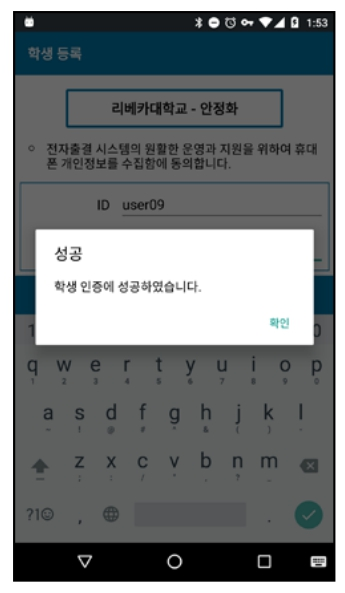 1:53
학생 등록
리베카대학교 - 안정화
전자출결 시스템의 원활한 운영과 지원을 위하여 휴대
폰 개인정보를 수집함에 동의합니다.
ID user09
성공
학생 인증에 성공하였습니다.
확인
1 0
q w e r t y u i o p
1 2 3 4 5 6 7 8 9 0
a s d f g h j k l
z x c v b n m
?1☺ , .